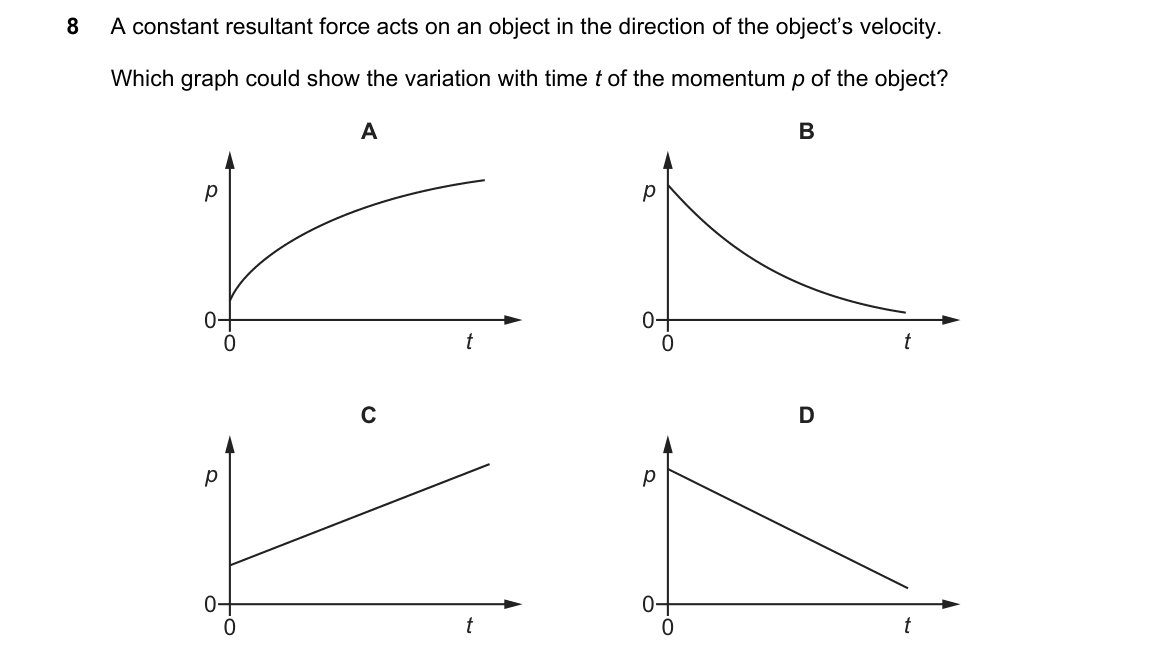 8 A constant resultant force acts on an object in the direction of the object’s velocity.
Which graph could show the variation with time t of the momentum p of the object?
A
p
0
0
t
B
p
0
0
t
C
p
0
0
t
D
p
0
0
t